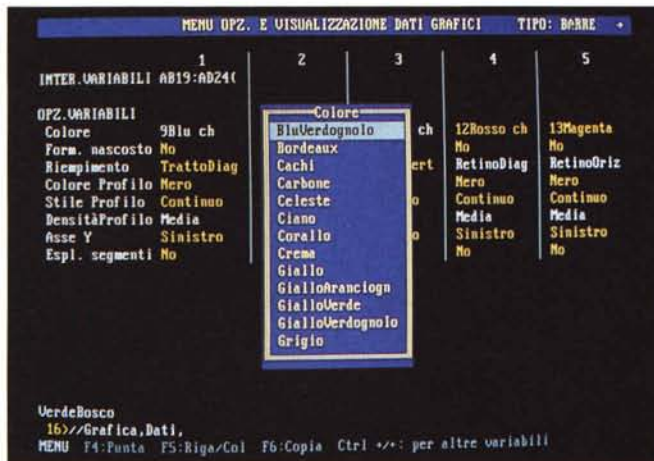 MENU OPZ. E VISUALIZZAZIONE DATI GRAFICI TIPO: BARRE →
1 2 3 4 5
INTER.VARIABILI AB19:AD24(
OPZ.VARIABILI
Colore 9Blu ch ch 12Rosso ch 13Magenta
Form. nascosto No No No
Riempimento TrattoDiag ert RetinoDiag RetinoOriz
Colore Profilo Nero Nero Nero
Stile Profilo Continuo o Continuo Continuo
DensitàProfilo Media Media Media
Asse Y Sinistro o Sinistro Sinistro
Espl. segmenti No No No
Colore
BluVerdognolo
Bordeaux
Cachi
Carbone
Celeste
Ciano
Corallo
Crema
Giallo
GialloAranciogn
GialloVerde
GialloVerdognolo
Grigio
VerdeBosco
16>//Grafica,Dati,
MENU F4:Punta F5:Riga/Col F6:Copia Ctrl →/←: per altre variabili